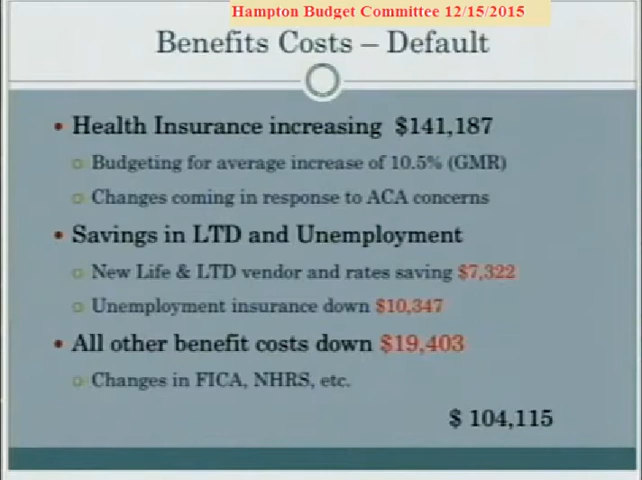 Hampton Budget Committee 12/15/2015
Benefits Costs – Default
• Health Insurance increasing $141,187
o Budgeting for average increase of 10.5% (GMR)
o Changes coming in response to ACA concerns
• Savings in LTD and Unemployment
o New Life & LTD vendor and rates saving $7,322
o Unemployment insurance down $10,347
• All other benefit costs down $19,403
o Changes in FICA, NHRS, etc.
$ 104,115